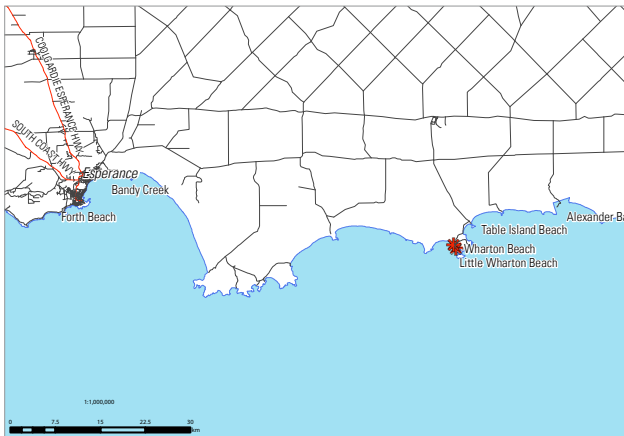 COOLGARDIE ESPERANCE HWY
SOUTH COAST HWY
Esperance
Bandy Creek
Forth Beach
Alexander Ba
Table Island Beach
Wharton Beach
Little Wharton Beach
1:1,000,000
0 7.5 15 22.5 30
km